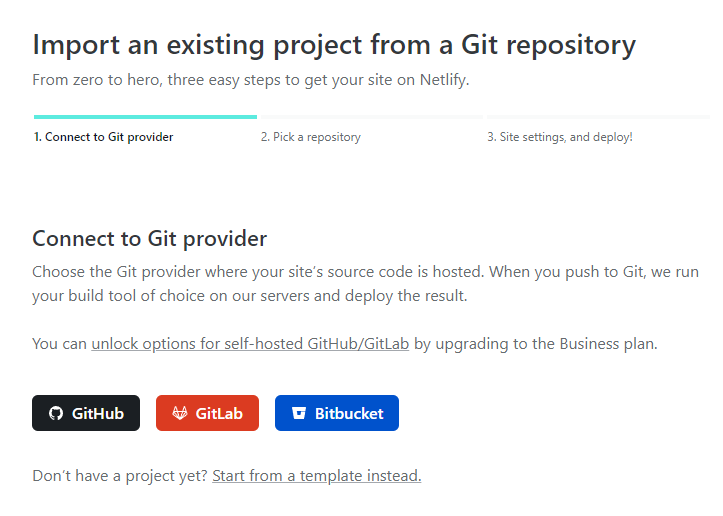 Import an existing project from a Git repository
From zero to hero, three easy steps to get your site on Netlify.
1. Connect to Git provider
2. Pick a repository
3. Site settings, and deploy!
Connect to Git provider
Choose the Git provider where your site’s source code is hosted. When you push to Git, we run
your build tool of choice on our servers and deploy the result.
You can unlock options for self-hosted GitHub/GitLab by upgrading to the Business plan.
GitHub
GitLab
Bitbucket
Don’t have a project yet? Start from a template instead.